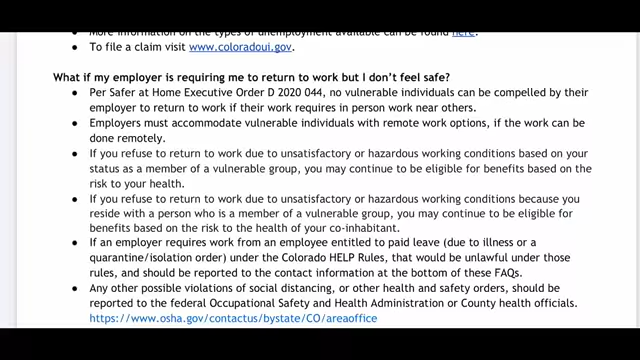 More information on the types of unemployment available can be found here.
● To file a claim visit www.coloradoui.gov.
What if my employer is requiring me to return to work but I don't feel safe?
● Per Safer at Home Executive Order D 2020 044, no vulnerable individuals can be compelled by their
employer to return to work if their work requires in person work near others.
● Employers must accommodate vulnerable individuals with remote work options, if the work can be
done remotely.
● If you refuse to return to work due to unsatisfactory or hazardous working conditions based on your
status as a member of a vulnerable group, you may continue to be eligible for benefits based on the
risk to your health.
● If you refuse to return to work due to unsatisfactory or hazardous working conditions because you
reside with a person who is a member of a vulnerable group, you may continue to be eligible for
benefits based on the risk to the health of your co-inhabitant.
● If an employer requires work from an employee entitled to paid leave (due to illness or a
quarantine/isolation order) under the Colorado HELP Rules, that would be unlawful under those
rules, and should be reported to the contact information at the bottom of these FAQs.
● Any other possible violations of social distancing, or other health and safety orders, should be
reported to the federal Occupational Safety and Health Administration or County health officials.
https://www.osha.gov/contactus/bystate/CO/areaoffice